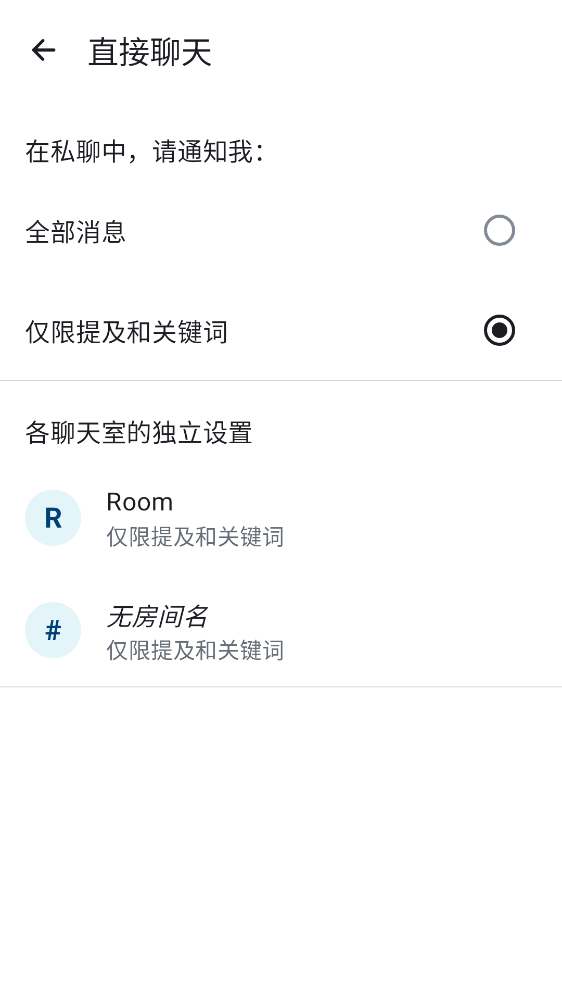 直接聊天
在私聊中，请通知我：
全部消息
仅限提及和关键词
各聊天室的独立设置
R
Room
仅限提及和关键词
#
无房间名
仅限提及和关键词